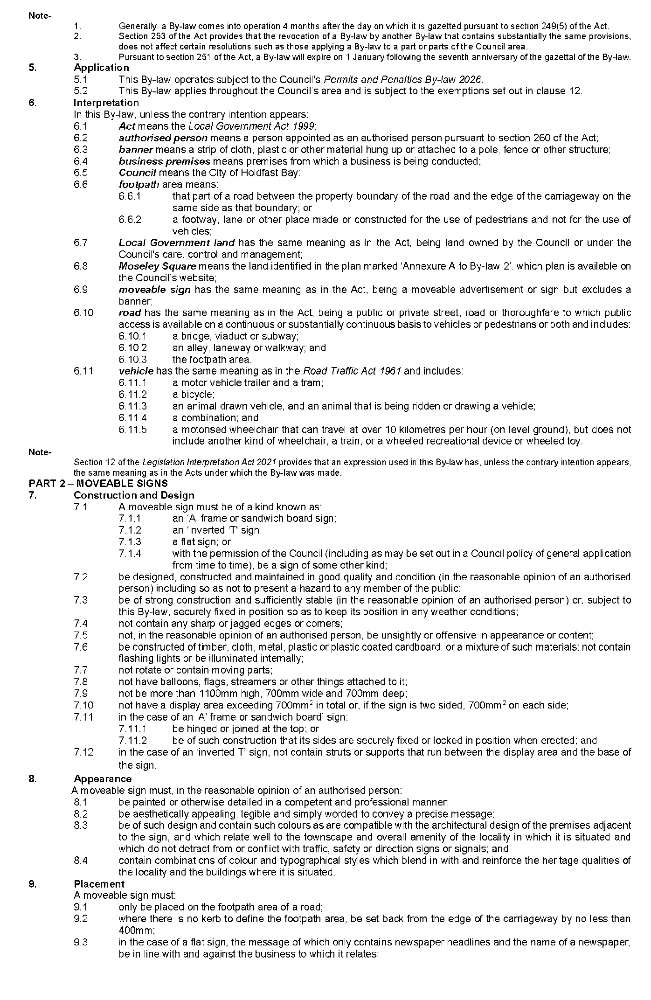 Note-
1. Generally, a By-law comes into operation 4 months after the day on which it is gazetted pursuant to section 249(5) of the Act.
2. Section 253 of the Act provides that the revocation of a By-law by another By-law that contains substantially the same provisions,
does not affect certain resolutions such as those applying a By-law to a part or parts of the Council area.
3. Pursuant to section 251 of the Act, a By-law will expire on 1 January following the seventh anniversary of the gazettal of the By-law.
5. Application
5.1 This By-law operates subject to the Council's Permits and Penalties By-law 2026.
5.2 This By-law applies throughout the Council's area and is subject to the exemptions set out in clause 12.
6. Interpretation
In this By-law, unless the contrary intention appears:
6.1 Act means the Local Government Act 1999;
6.2 authorised person means a person appointed as an authorised person pursuant to section 260 of the Act;
6.3 banner means a strip of cloth, plastic or other material hung up or attached to a pole, fence or other structure;
6.4 business premises means premises from which a business is being conducted;
6.5 Council means the City of Holdfast Bay;
6.6 footpath area means:
6.6.1 that part of a road between the property boundary of the road and the edge of the carriageway on the
same side as that boundary; or
6.6.2 a footway, lane or other place made or constructed for the use of pedestrians and not for the use of
vehicles;
6.7 Local Government land has the same meaning as in the Act, being land owned by the Council or under the
Council's care, control and management;
6.8 Moseley Square means the land identified in the plan marked ‘Annexure A to By-law 2’, which plan is available on
the Council’s website;
6.9 moveable sign has the same meaning as in the Act, being a moveable advertisement or sign but excludes a
banner;
6.10 road has the same meaning as in the Act, being a public or private street, road or thoroughfare to which public
access is available on a continuous or substantially continuous basis to vehicles or pedestrians or both and includes:
6.10.1 a bridge, viaduct or subway;
6.10.2 an alley, laneway or walkway; and
6.10.3 the footpath area.
6.11 vehicle has the same meaning as in the Road Traffic Act 1961 and includes:
6.11.1 a motor vehicle trailer and a tram;
6.11.2 a bicycle;
6.11.3 an animal-drawn vehicle, and an animal that is being ridden or drawing a vehicle;
6.11.4 a combination; and
6.11.5 a motorised wheelchair that can travel at over 10 kilometres per hour (on level ground), but does not
include another kind of wheelchair, a train, or a wheeled recreational device or wheeled toy.
Note-
Section 12 of the Legislation Interpretation Act 2021 provides that an expression used in this By-law has, unless the contrary intention appears,
the same meaning as in the Acts under which the By-law was made.
PART 2 – MOVEABLE SIGNS
7. Construction and Design
7.1 A moveable sign must be of a kind known as:
7.1.1 an ‘A’ frame or sandwich board sign;
7.1.2 an ‘inverted 'T' sign:
7.1.3 a flat sign; or
7.1.4 with the permission of the Council (including as may be set out in a Council policy of general application
from time to time), be a sign of some other kind;
7.2 be designed, constructed and maintained in good quality and condition (in the reasonable opinion of an authorised
person) including so as not to present a hazard to any member of the public;
7.3 be of strong construction and sufficiently stable (in the reasonable opinion of an authorised person) or, subject to
this By-law, securely fixed in position so as to keep its position in any weather conditions;
7.4 not contain any sharp or jagged edges or corners;
7.5 not, in the reasonable opinion of an authorised person, be unsightly or offensive in appearance or content;
7.6 be constructed of timber, cloth, metal, plastic or plastic coated cardboard, or a mixture of such materials; not contain
flashing lights or be illuminated internally;
7.7 not rotate or contain moving parts;
7.8 not have balloons, flags, streamers or other things attached to it;
7.9 not be more than 1100mm high, 700mm wide and 700mm deep;
7.10 not have a display area exceeding 700mm² in total or, if the sign is two sided, 700mm² on each side;
7.11 in the case of an ‘A’ frame or sandwich board’ sign:
7.11.1 be hinged or joined at the top; or
7.11.2 be of such construction that its sides are securely fixed or locked in position when erected; and
7.12 in the case of an ‘inverted T’ sign, not contain struts or supports that run between the display area and the base of
the sign.
8. Appearance
A moveable sign must, in the reasonable opinion of an authorised person:
8.1 be painted or otherwise detailed in a competent and professional manner;
8.2 be aesthetically appealing, legible and simply worded to convey a precise message;
8.3 be of such design and contain such colours as are compatible with the architectural design of the premises adjacent
to the sign, and which relate well to the townscape and overall amenity of the locality in which it is situated and
which do not detract from or conflict with traffic, safety or direction signs or signals; and
8.4 contain combinations of colour and typographical styles which blend in with and reinforce the heritage qualities of
the locality and the buildings where it is situated.
9. Placement
A moveable sign must:
9.1 only be placed on the footpath area of a road;
9.2 where there is no kerb to define the footpath area, be set back from the edge of the carriageway by no less than
400mm;
9.3 in the case of a flat sign, the message of which only contains newspaper headlines and the name of a newspaper,
be in line with and against the business to which it relates;